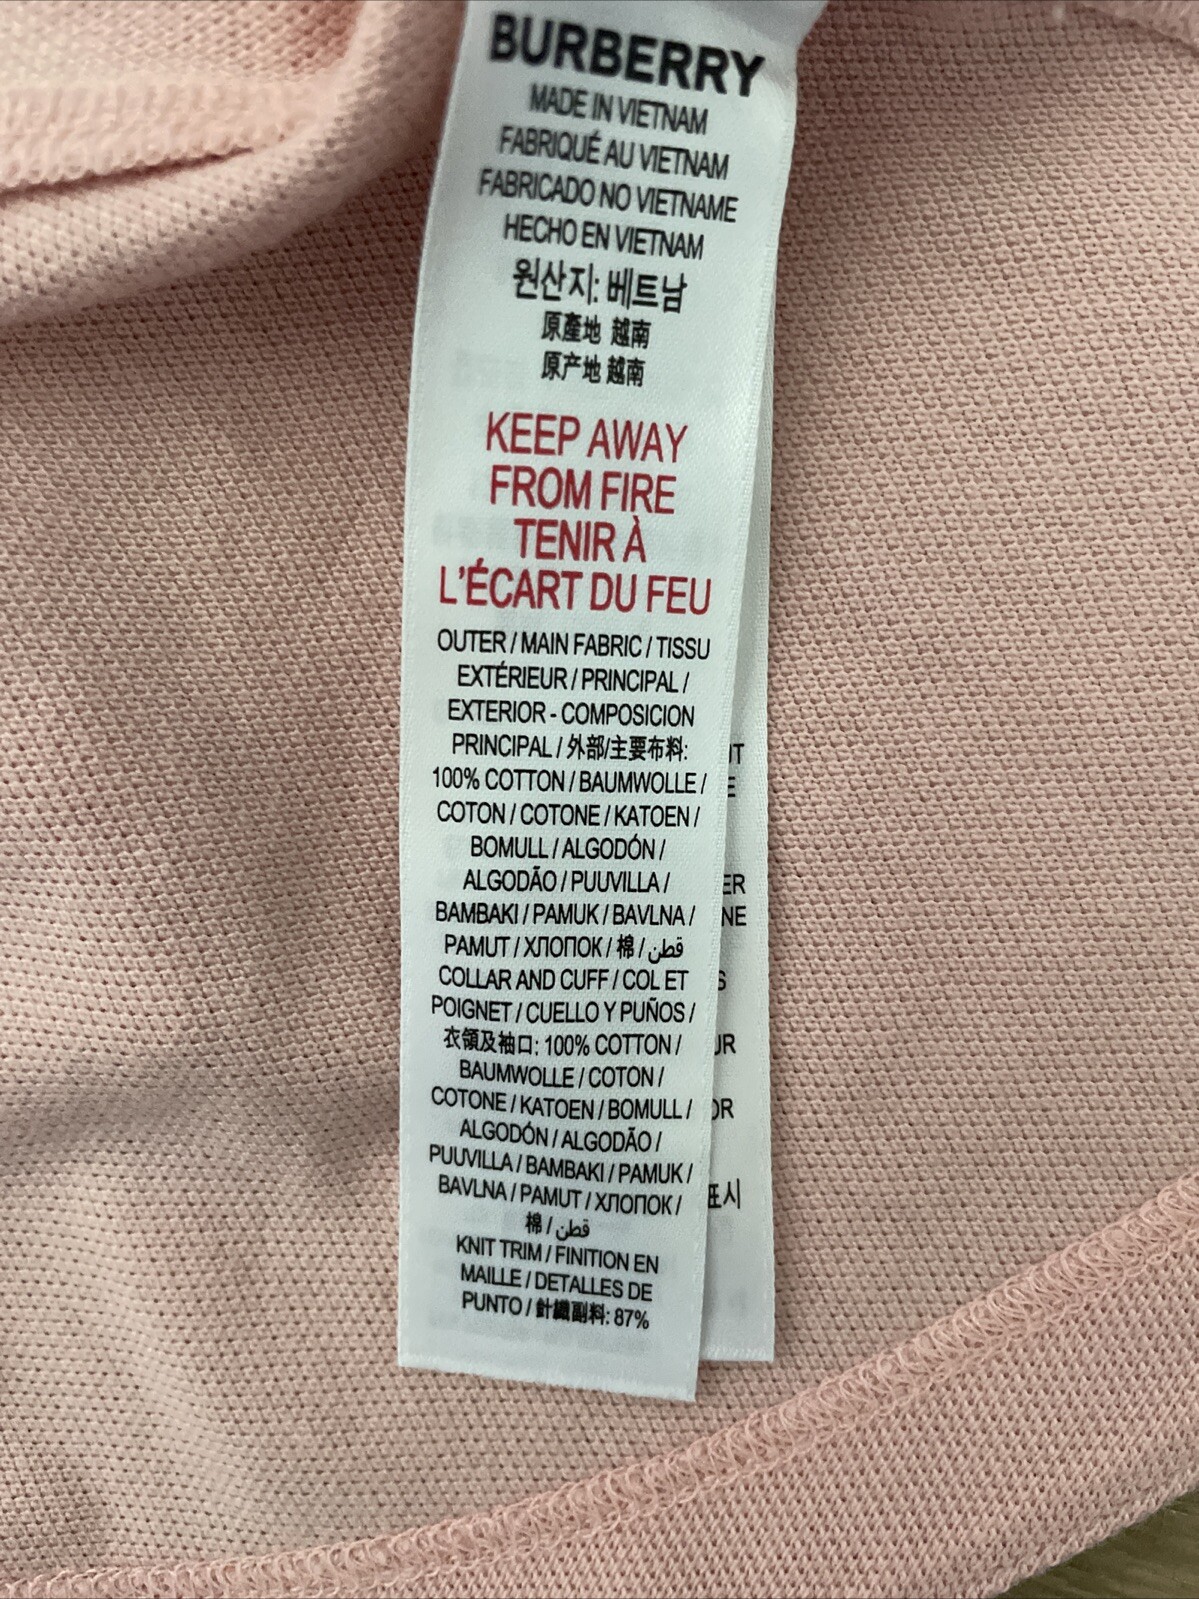 BURBERRY
MADE IN VIETNAM
FABRIQUÉ AU VIETNAM
FABRICADO NO VIETNAME
HECHO EN VIETNAM
원산지: 베트남
原產地 越南
原产地 越南
KEEP AWAY
FROM FIRE
TENIR À
L'ÉCART DU FEU
OUTER / MAIN FABRIC / TISSU
EXTÉRIEUR / PRINCIPAL /
EXTERIOR - COMPOSICION
PRINCIPAL / 外部/主要布料:
100% COTTON / BAUMWOLLE /
COTON / COTONE / KATOEN /
BOMULL / ALGODÓN /
ALGODÃO / PUUVILLA /
BAMBAKI / PAMUK / BAVLNA /
PAMUT / ХЛОПОК / 棉 / قطن
COLLAR AND CUFF / COL ET
POIGNET / CUELLO Y PUÑOS /
衣領及袖口: 100% COTTON /
BAUMWOLLE / COTON /
COTONE / KATOEN / BOMULL /
ALGODÓN / ALGODÃO /
PUUVILLA / BAMBAKI / PAMUK /
BAVLNA / PAMUT / ХЛОПОК /
棉 / قطن
KNIT TRIM / FINITION EN
MAILLE / DETALLES DE
PUNTO / 針織副料: 87%